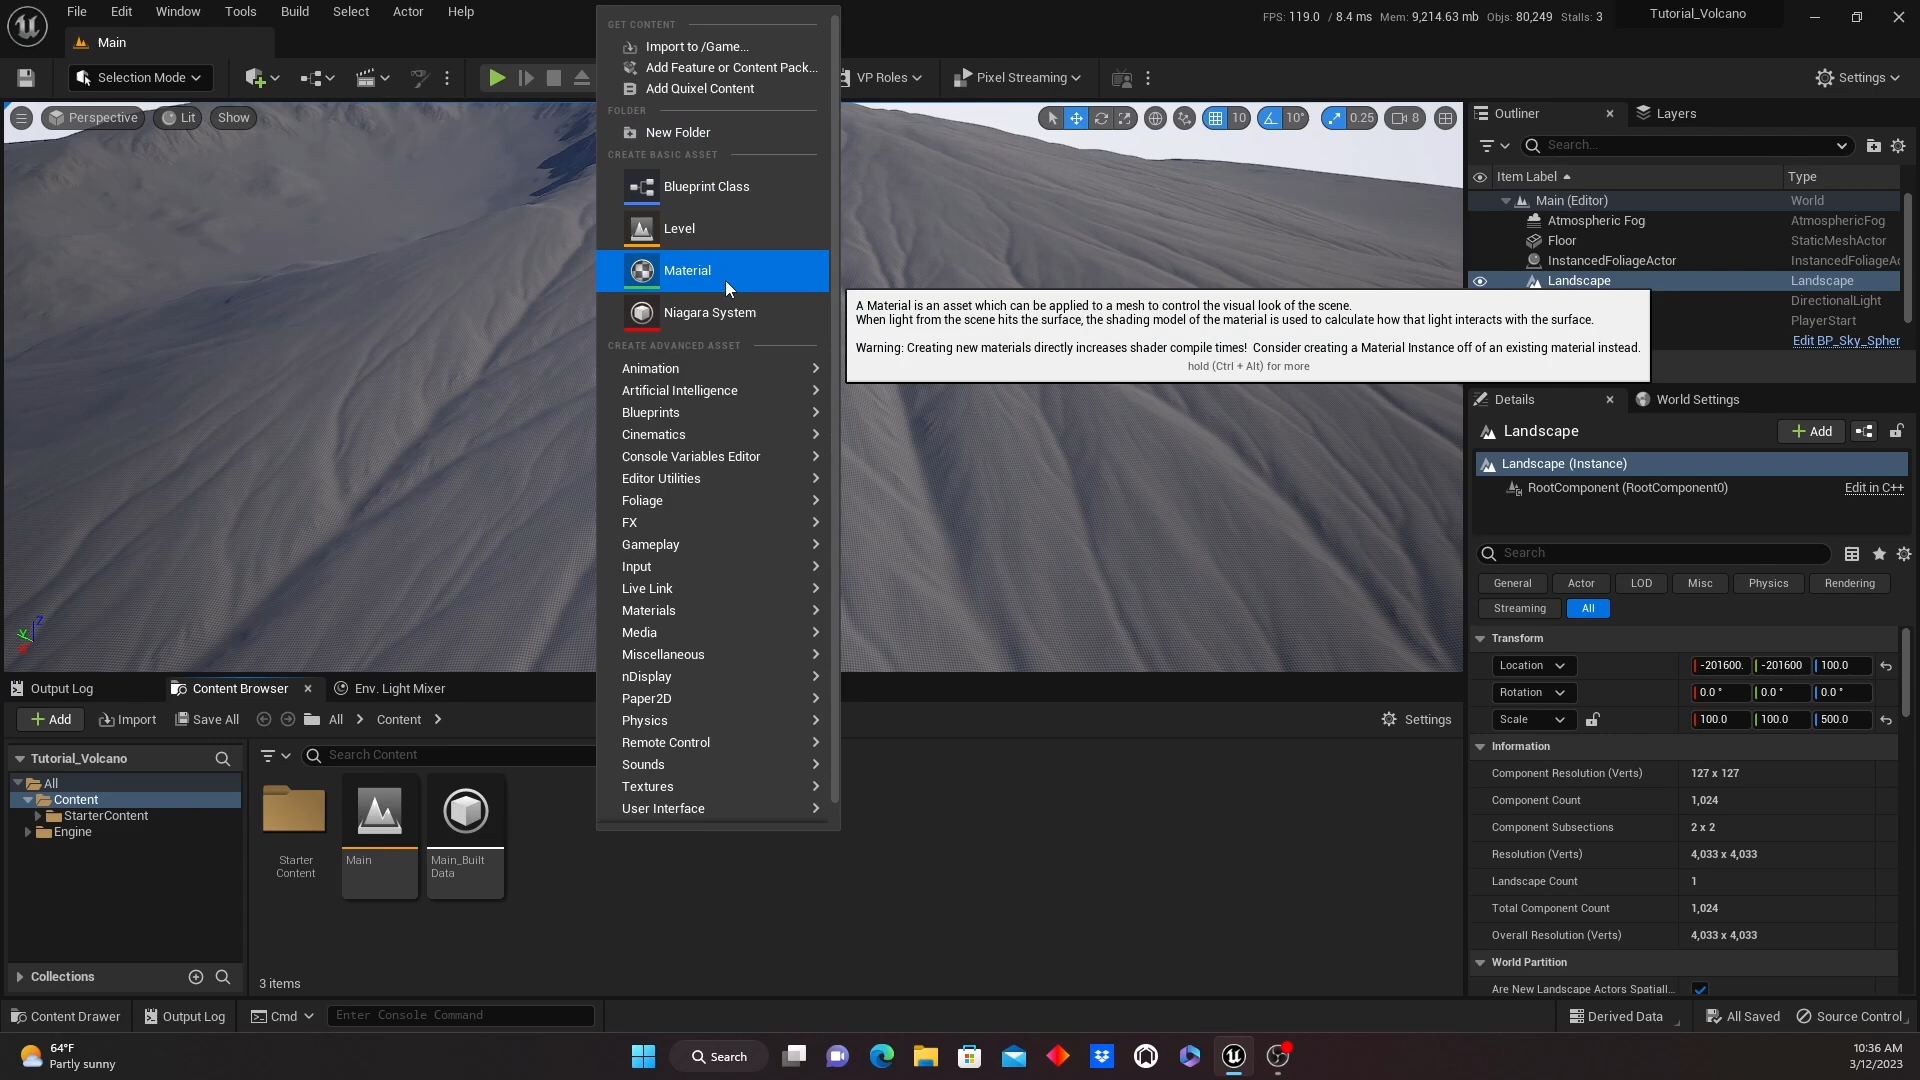 File Edit Window Tools Build Select Actor Help
FPS: 119.0 / 8.4 ms Mem: 9,214.63 mb Objs: 80,249 Stalls: 3
Tutorial_Volcano
Main
Selection Mode
VP Roles
Pixel Streaming
Settings
Perspective
Lit
Show
10
10°
0.25
8
GET CONTENT
Import to /Game...
Add Feature or Content Pack...
Add Quixel Content
FOLDER
New Folder
CREATE BASIC ASSET
Blueprint Class
Level
Material
Niagara System
CREATE ADVANCED ASSET
Animation
Artificial Intelligence
Blueprints
Cinematics
Console Variables Editor
Editor Utilities
Foliage
FX
Gameplay
Input
Live Link
Materials
Media
Miscellaneous
nDisplay
Paper2D
Physics
Remote Control
Sounds
Textures
User Interface
A Material is an asset which can be applied to a mesh to control the visual look of the scene.
When light from the scene hits the surface, the shading model of the material is used to calculate how that light interacts with the surface.
Warning: Creating new materials directly increases shader compile times! Consider creating a Material Instance off of an existing material instead.
hold (Ctrl + Alt) for more
Outliner
Layers
Search...
Item Label
Type
Main (Editor) World
Atmospheric Fog AtmosphericFog
Floor StaticMeshActor
InstancedFoliageActor InstancedFoliageAc
Landscape Landscape
DirectionalLight
PlayerStart
Edit BP_Sky_Spher
Details
World Settings
Landscape
Add
Landscape (Instance)
RootComponent (RootComponent0)
Edit in C++
Search
General Actor LOD Misc Physics Rendering
Streaming All
Transform
Location -201600. -201600 100.0
Rotation 0.0 ° 0.0 ° 0.0 °
Scale 100.0 100.0 500.0
Information
Component Resolution (Verts) 127 x 127
Component Count 1,024
Component Subsections 2 x 2
Resolution (Verts) 4,033 x 4,033
Landscape Count 1
Total Component Count 1,024
Overall Resolution (Verts) 4,033 x 4,033
World Partition
Are New Landscape Actors Spatiall...
Output Log
Content Browser
Env. Light Mixer
Add
Import
Save All
All
Content
Settings
Tutorial_Volcano
Search Content
All
Content
StarterContent
Engine
Starter
Content
Main
Main_Built
Data
Collections
3 items
Content Drawer
Output Log
Cmd
Enter Console Command
Derived Data
All Saved
Source Control
64°F
Partly sunny
Search
10:36 AM
3/12/2023
Z
Y